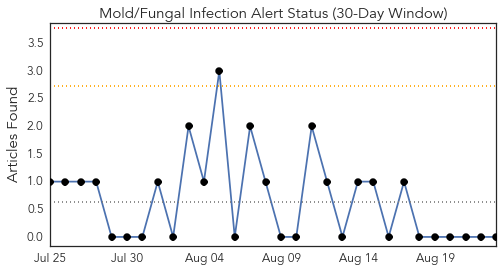 Mold/Fungal Infection Alert Status (30-Day Window)
Articles Found
3.5
3.0
2.5
2.0
1.5
1.0
0.5
0.0
Jul 25 Jul 30 Aug 04 Aug 09 Aug 14 Aug 19